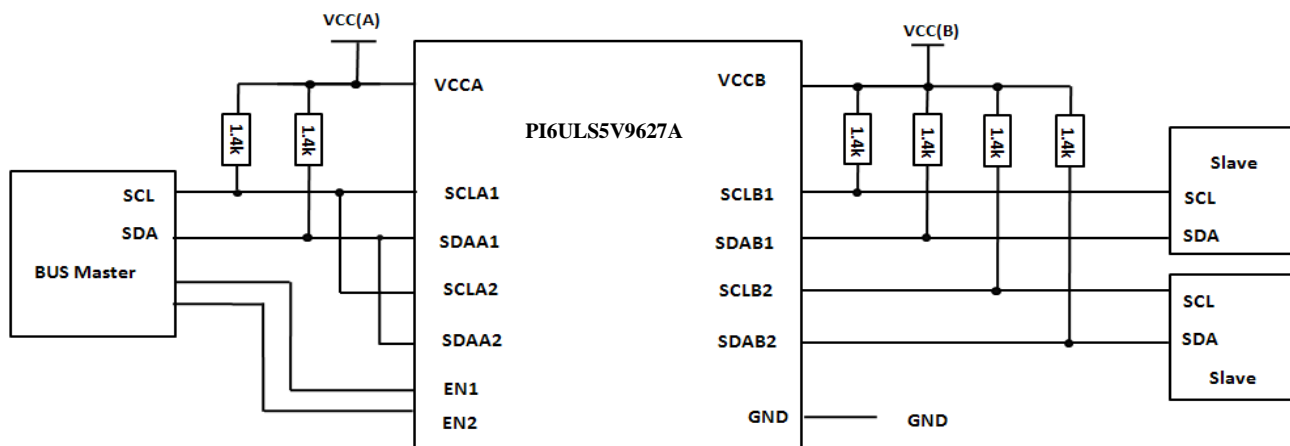 VCC(A)
VCC(B)
VCCA
VCCB
PI6ULS5V9627A
1.4k
1.4k
1.4k
1.4k
1.4k
1.4k
Slave
SCL
SDA
SCL
SDA
BUS Master
SCLA1
SDAA1
SCLA2
SDAA2
EN1
EN2
SCLB1
SDAB1
SCLB2
SDAB2
GND
GND
SCL
SDA
Slave